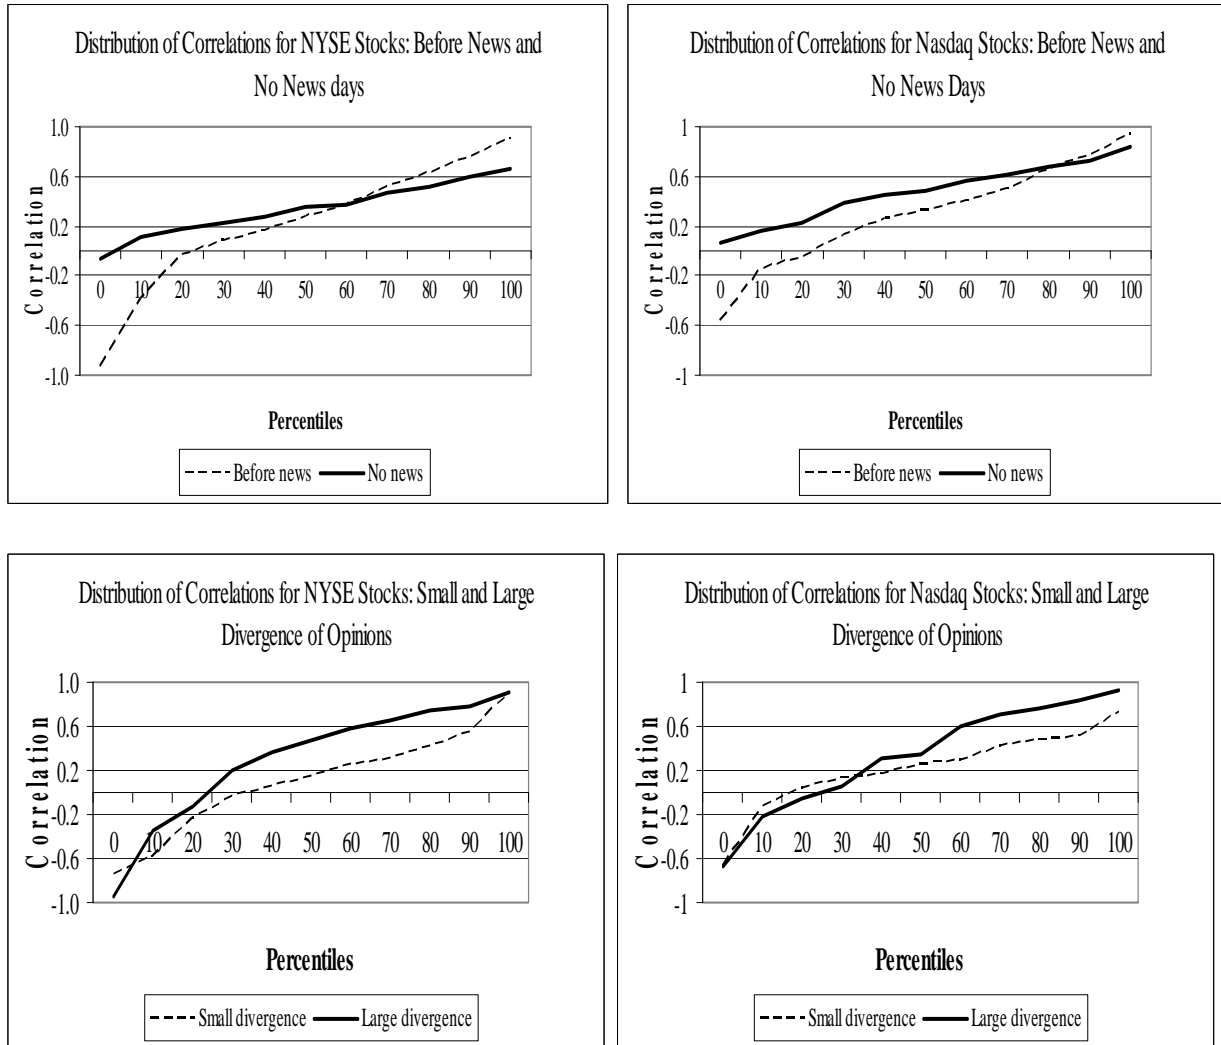 Distribution of Correlations for NYSE Stocks: Before News and
No News days
1.0
0.6
0.2
-0.2
-0.6
-1.0
Correlation
0 10 20 30 40 50 60 70 80 90 100
Percentiles
Before news No news
Distribution of Correlations for Nasdaq Stocks: Before News and
No News Days
1
0.6
0.2
-0.2
-0.6
-1
Correlation
0 10 20 30 40 50 60 70 80 90 100
Percentiles
Before news No news
Distribution of Correlations for NYSE Stocks: Small and Large
Divergence of Opinions
1.0
0.6
0.2
-0.2
-0.6
-1.0
Correlation
0 10 20 30 40 50 60 70 80 90 100
Percentiles
Small divergence Large divergence
Distribution of Correlations for Nasdaq Stocks: Small and Large
Divergence of Opinions
1
0.6
0.2
-0.2
-0.6
-1
Correlation
0 10 20 30 40 50 60 70 80 90 100
Percentiles
Small divergence Large divergence